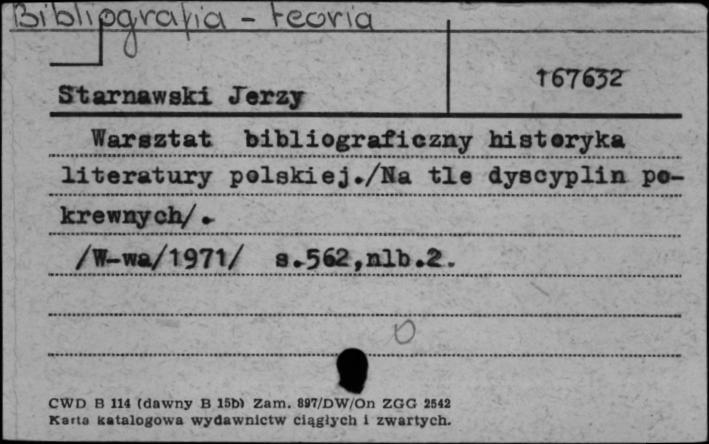 Bibliografia - teoria
167632
Starnawski Jerzy
Warsztat bibliograficzny historyka
literatury polskiej./Na tle dyscyplin po-
krewnych/.
/W-wa/1971/ s.562,nlb.2.
CWD B 114 (dawny B 15b) Zam. 897/DW/On ZGG 2542
Karta katalogowa wydawnictw ciągłych i zwartych.